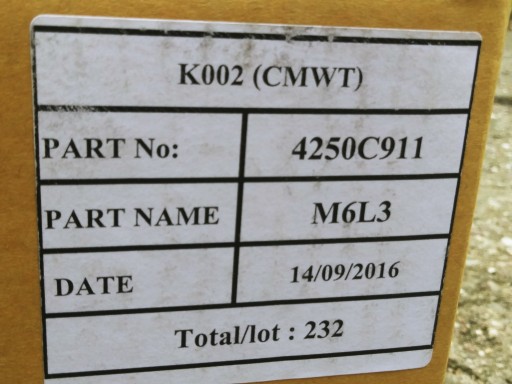 K002 (CMWT)
PART No: 4250C911
PART NAME M6L3
DATE 14/09/2016
Total/lot : 232